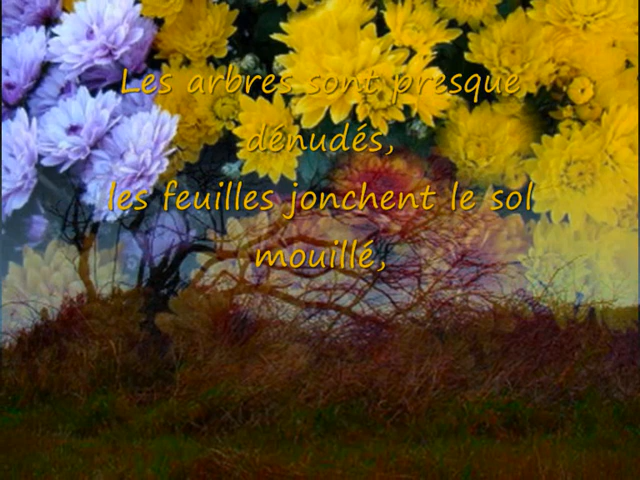 Les arbres sont presque
dénudés,
les feuilles jonchent le sol
mouillé,